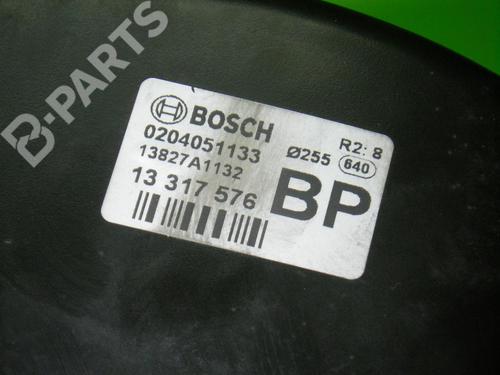 B-PARTS
BOSCH
0204051133
Ø255
R2: 8
640
13827A1132
13 317 576
BP